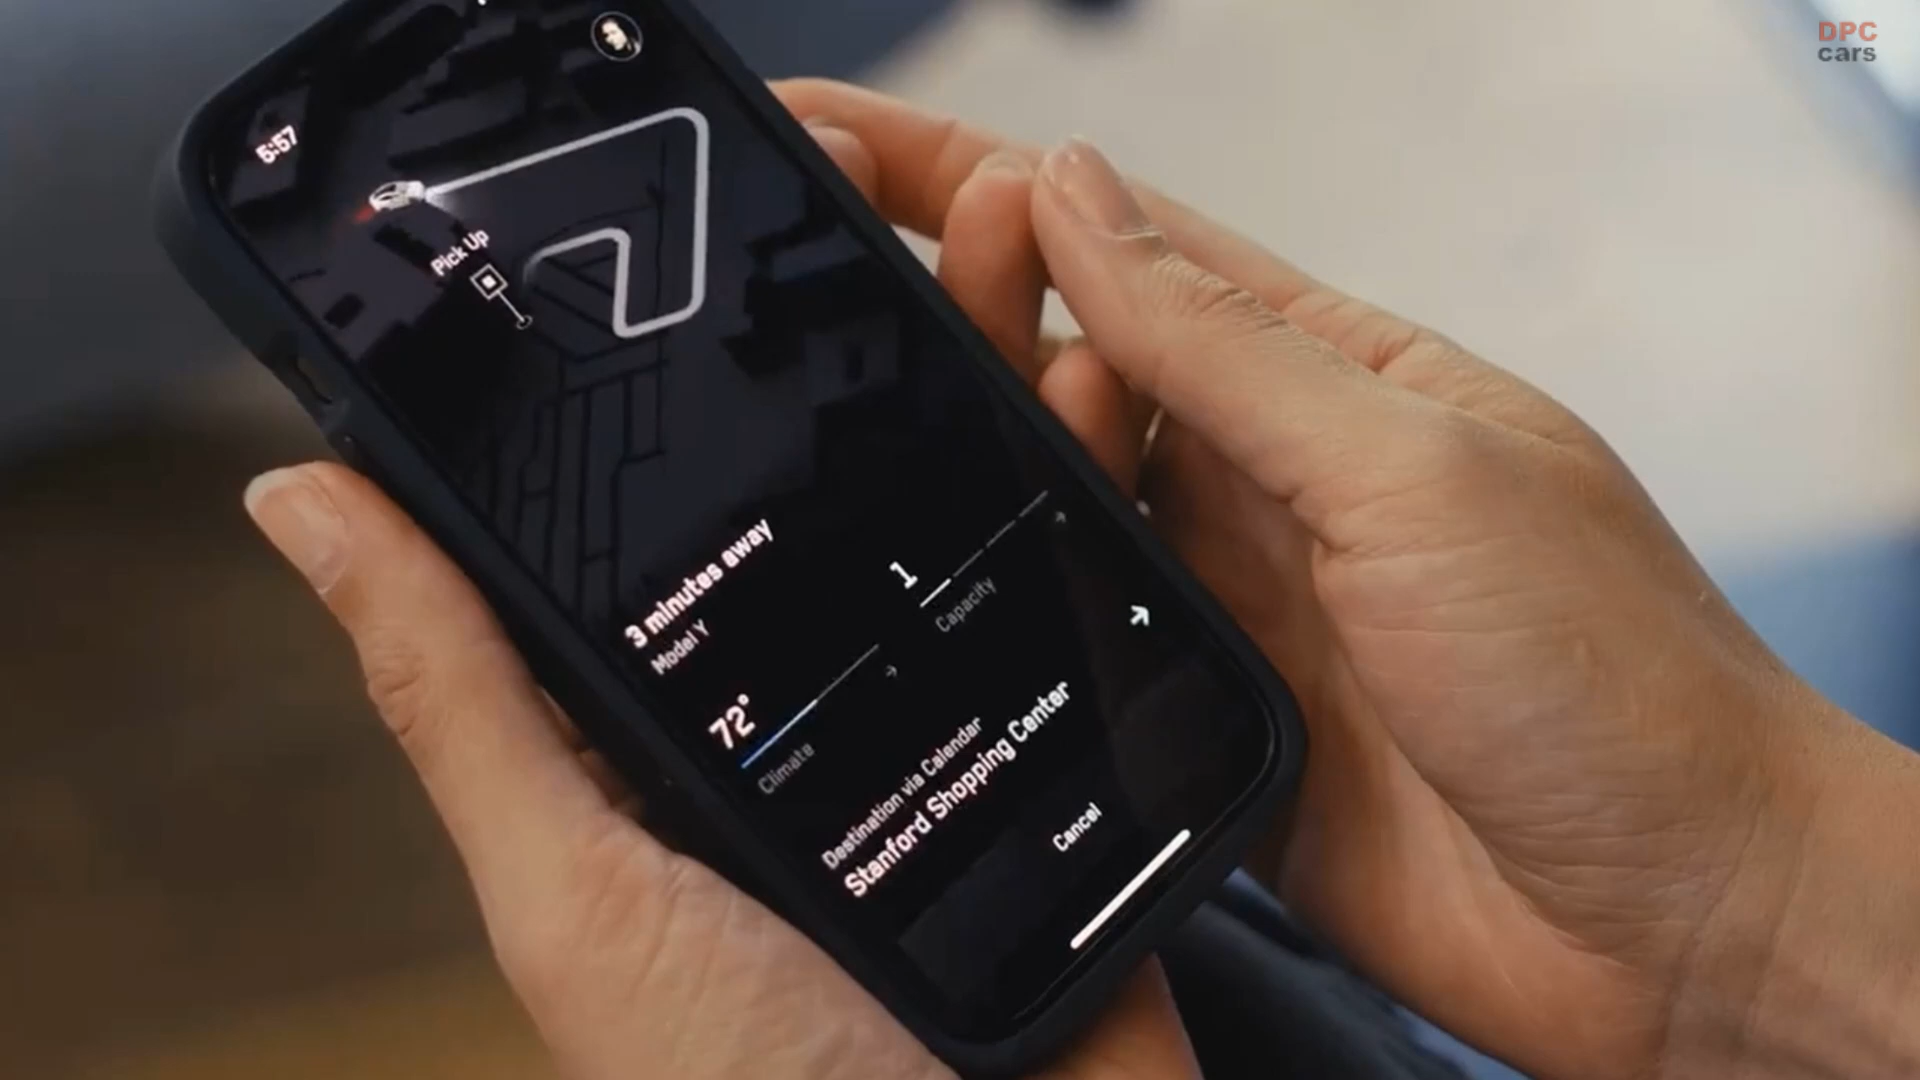 DPC
cars
5:57
Pick Up
3 minutes away
Model Y
1
Capacity
72°
Climate
Destination via Calendar
Stanford Shopping Center
Cancel